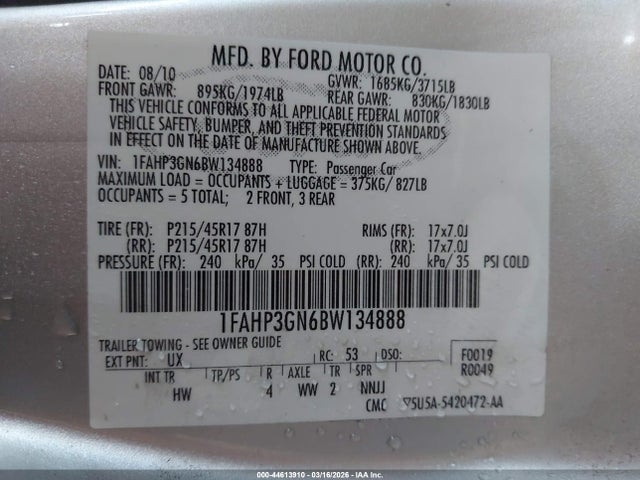 MFD. BY FORD MOTOR CO.
DATE: 08/10 GVWR: 1685KG/3715LB
FRONT GAWR: 895KG/1974LB REAR GAWR: 830KG/1830LB
THIS VEHICLE CONFORMS TO ALL APPLICABLE FEDERAL MOTOR
VEHICLE SAFETY, BUMPER, AND THEFT PREVENTION STANDARDS
IN EFFECT ON THE DATE OF MANUFACTURE SHOWN ABOVE.
VIN: 1FAHP3GN6BW134888 TYPE: Passenger Car
MAXIMUM LOAD = OCCUPANTS + LUGGAGE = 375KG/ 827LB
OCCUPANTS = 5 TOTAL; 2 FRONT, 3 REAR
TIRE (FR): P215/45R17 87H RIMS (FR): 17x7.0J
(RR): P215/45R17 87H (RR): 17x7.0J
PRESSURE (FR): 240 kPa/ 35 PSI COLD (RR): 240 kPa/ 35 PSI COLD
1FAHP3GN6BW134888
TRAILER TOWING - SEE OWNER GUIDE
EXT PNT: UX RC: 53 DSO: F0019
INT TR TP/PS R AXLE TR SPR R0049
HW 4 WW 2 NNJJ
CMC 5U5A-5420472-AA
000-44613910 - 03/16/2026 - IAA Inc.